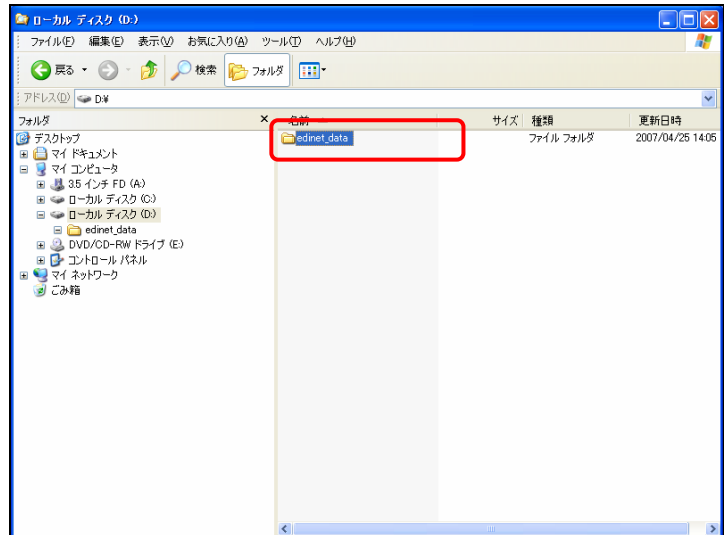 ローカル ディスク (D:)
ファイル(F) 編集(E) 表示(V) お気に入り(A) ツール(T) ヘルプ(H)
戻る 検索 フォルダ
アドレス(D) D:¥
フォルダ × 名前 サイズ 種類 更新日時
デスクトップ edinet_data ファイル フォルダ 2007/04/25 14:05
マイ ドキュメント
マイ コンピュータ
3.5 インチ FD (A:)
ローカル ディスク (C:)
ローカル ディスク (D:)
edinet_data
DVD/CD-RW ドライブ (E:)
コントロール パネル
マイ ネットワーク
ごみ箱